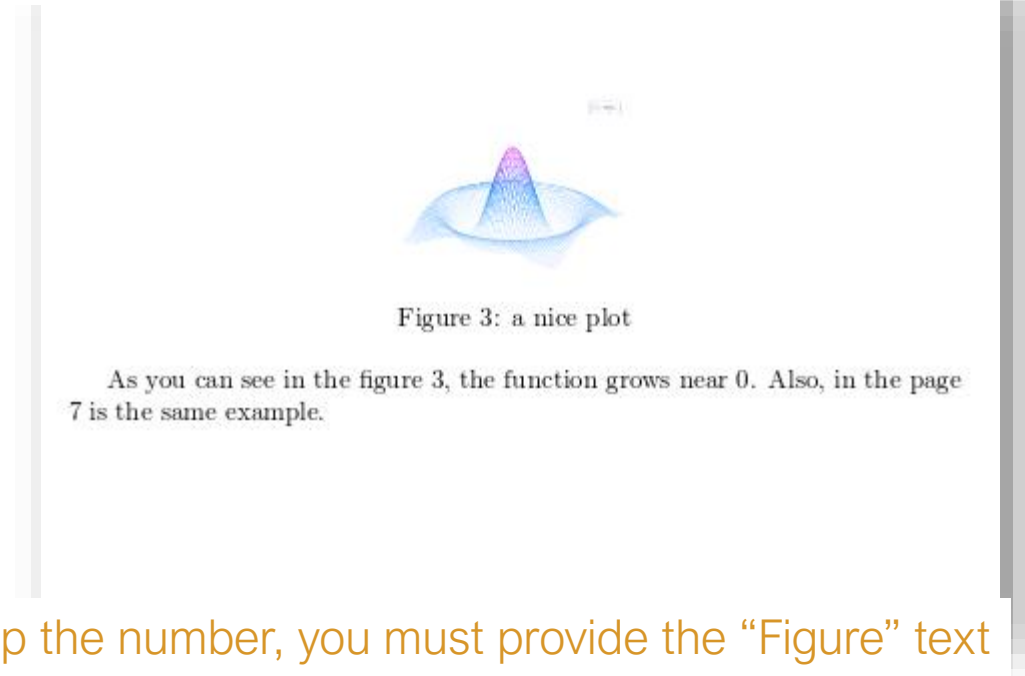 Figure 3: a nice plot
As you can see in the figure 3, the function grows near 0. Also, in the page
7 is the same example.
p the number, you must provide the “Figure” text